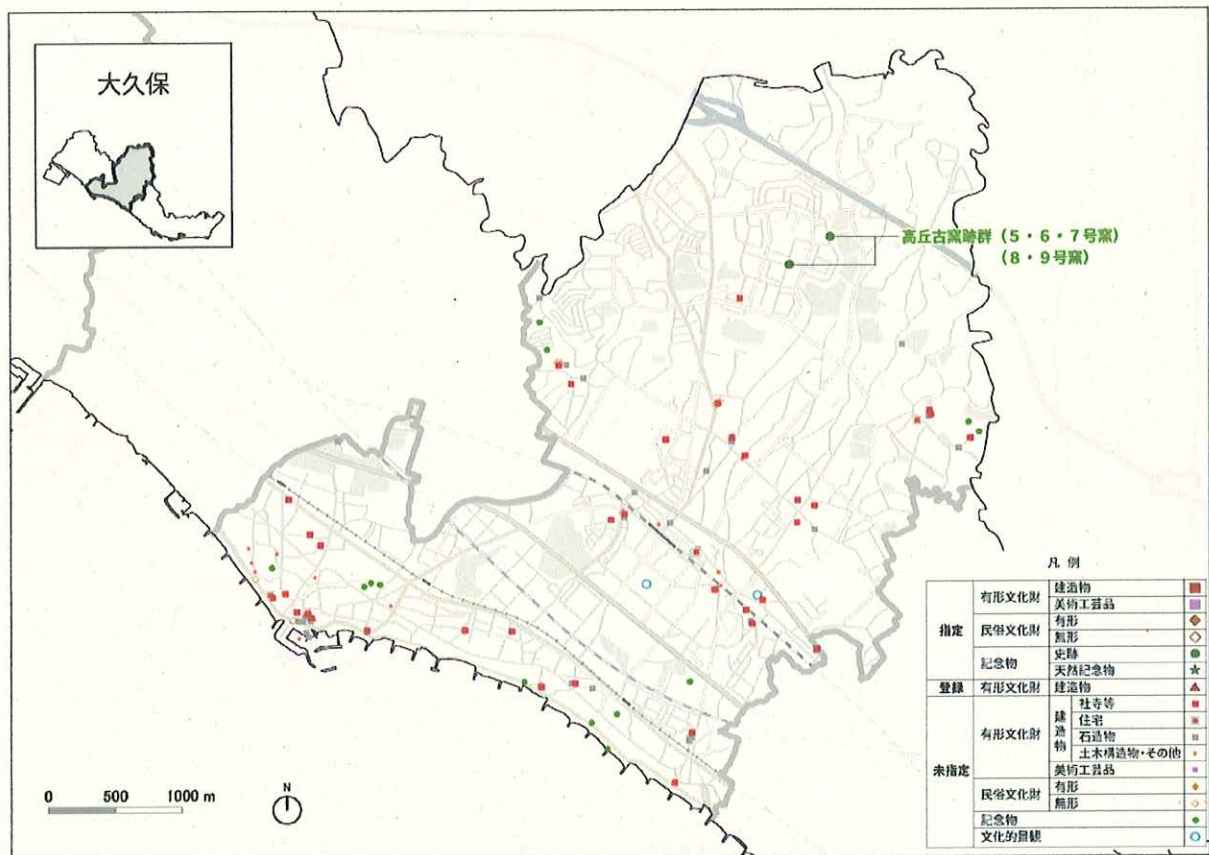 大久保
高丘古窯跡群(5・6・7号窯)
(8・9号窯)
0 500 1000 m
N
凡例
指定 有形文化財 建造物
美術工芸品
民俗文化財 有形
無形
記念物 史跡
天然記念物
登録 有形文化財 建造物
未指定 有形文化財 建造物 社寺等
住宅
石造物
土木構造物・その他
美術工芸品
民俗文化財 有形
無形
記念物
文化的景観